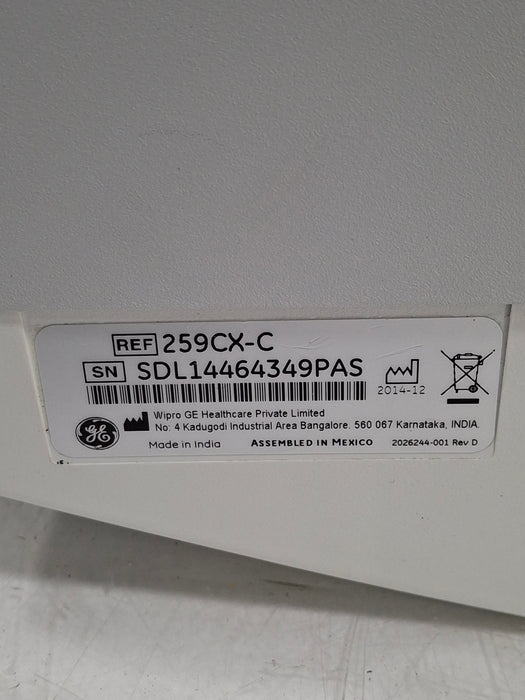 REF 259CX-C
SN SDL14464349PAS
2014-12
Wipro GE Healthcare Private Limited
No: 4 Kadugodi Industrial Area Bangalore. 560 067 Karnataka, INDIA.
GE
Made in India ASSEMBLED IN MEXICO 2026244-001 Rev D